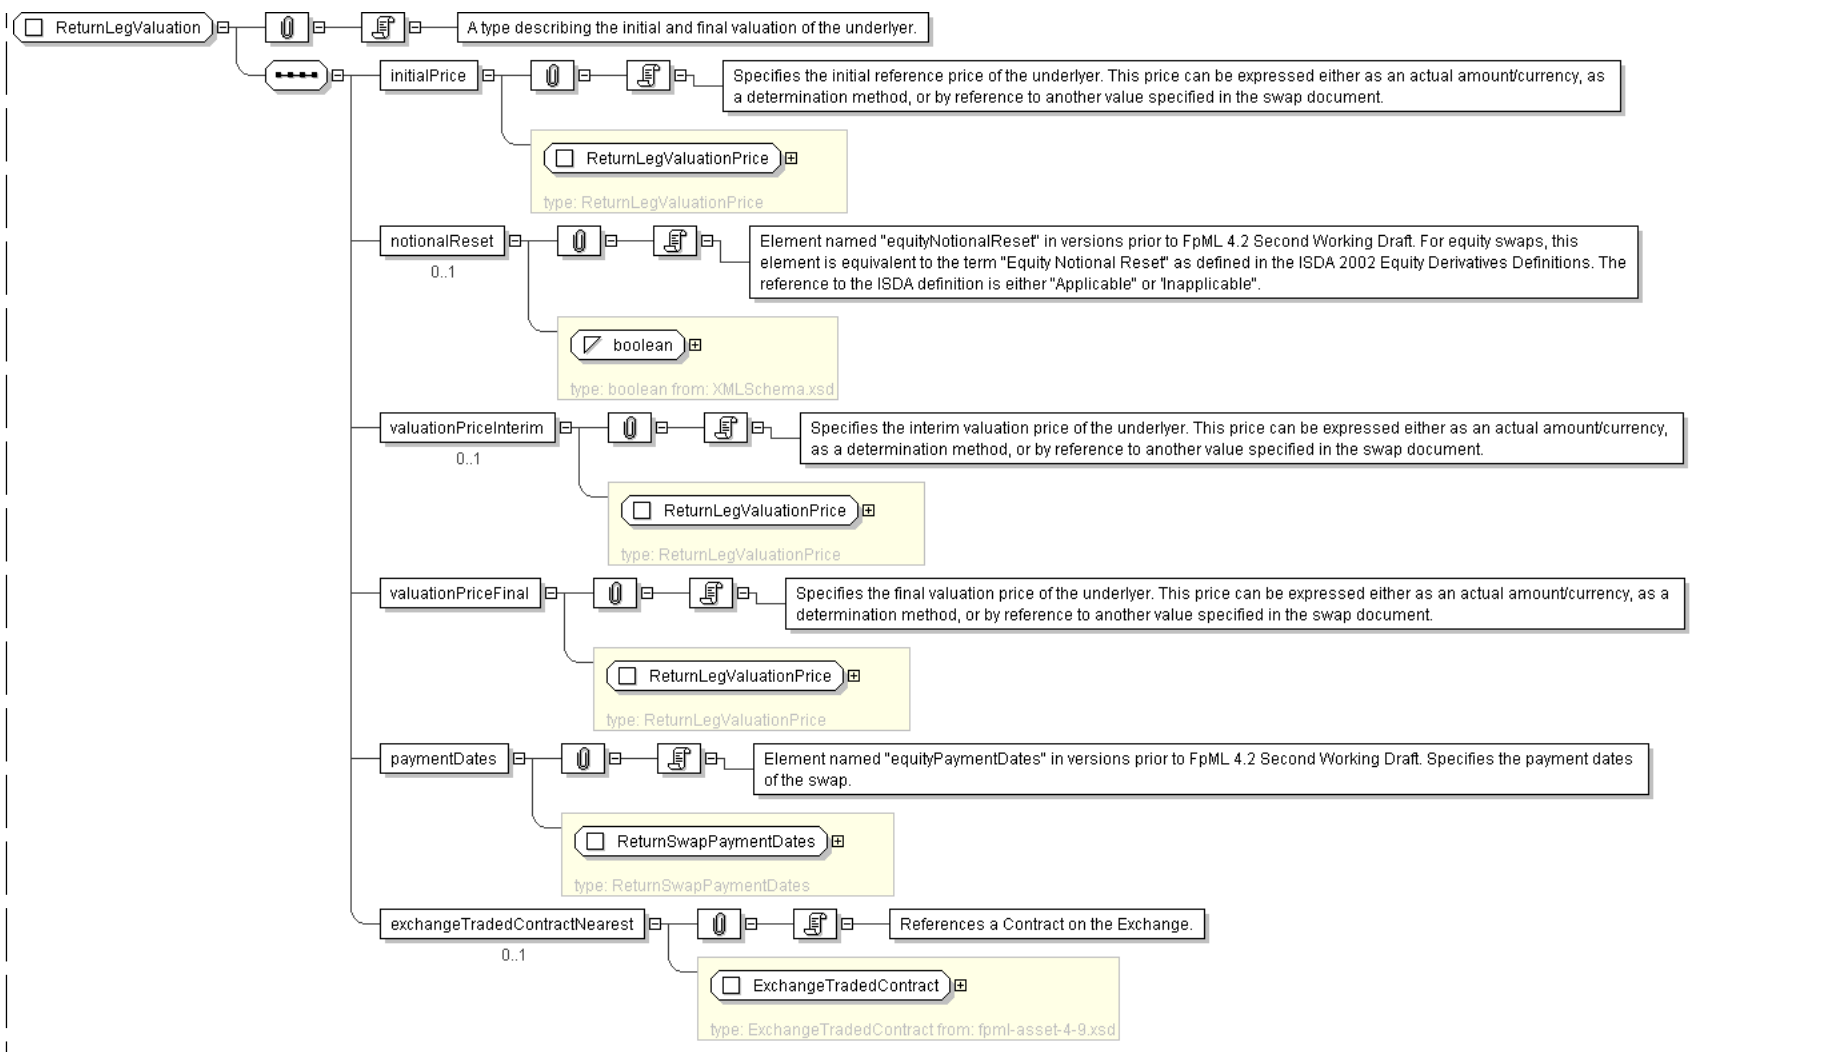 ReturnLegValuation
A type describing the initial and final valuation of the underlyer.
initialPrice
Specifies the initial reference price of the underlyer. This price can be expressed either as an actual amount/currency, as
a determination method, or by reference to another value specified in the swap document.
ReturnLegValuationPrice
type: ReturnLegValuationPrice
notionalReset
0..1
Element named "equityNotionalReset" in versions prior to FpML 4.2 Second Working Draft. For equity swaps, this
element is equivalent to the term "Equity Notional Reset" as defined in the ISDA 2002 Equity Derivatives Definitions. The
reference to the ISDA definition is either "Applicable" or 'Inapplicable".
boolean
type: boolean from: XMLSchema.xsd
valuationPriceInterim
0..1
Specifies the interim valuation price of the underlyer. This price can be expressed either as an actual amount/currency,
as a determination method, or by reference to another value specified in the swap document.
ReturnLegValuationPrice
type: ReturnLegValuationPrice
valuationPriceFinal
Specifies the final valuation price of the underlyer. This price can be expressed either as an actual amount/currency, as a
determination method, or by reference to another value specified in the swap document.
ReturnLegValuationPrice
type: ReturnLegValuationPrice
paymentDates
Element named "equityPaymentDates" in versions prior to FpML 4.2 Second Working Draft. Specifies the payment dates
of the swap.
ReturnSwapPaymentDates
type: ReturnSwapPaymentDates
exchangeTradedContractNearest
0..1
References a Contract on the Exchange.
ExchangeTradedContract
type: ExchangeTradedContract from: fpml-asset-4-9.xsd